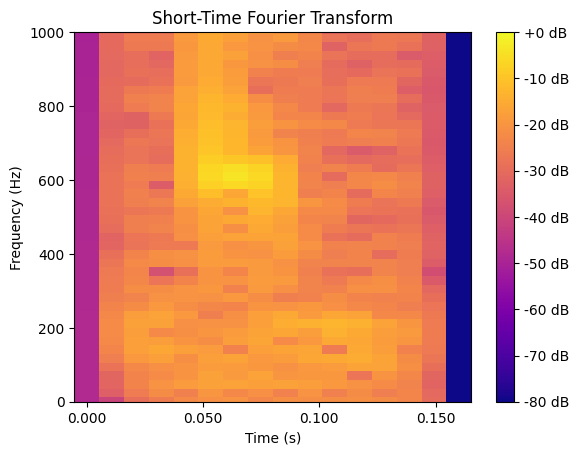 Short-Time Fourier Transform
Frequency (Hz)
1000
800
600
400
200
0
0.000
0.050
0.100
0.150
Time (s)
+0 dB
-10 dB
-20 dB
-30 dB
-40 dB
-50 dB
-60 dB
-70 dB
-80 dB